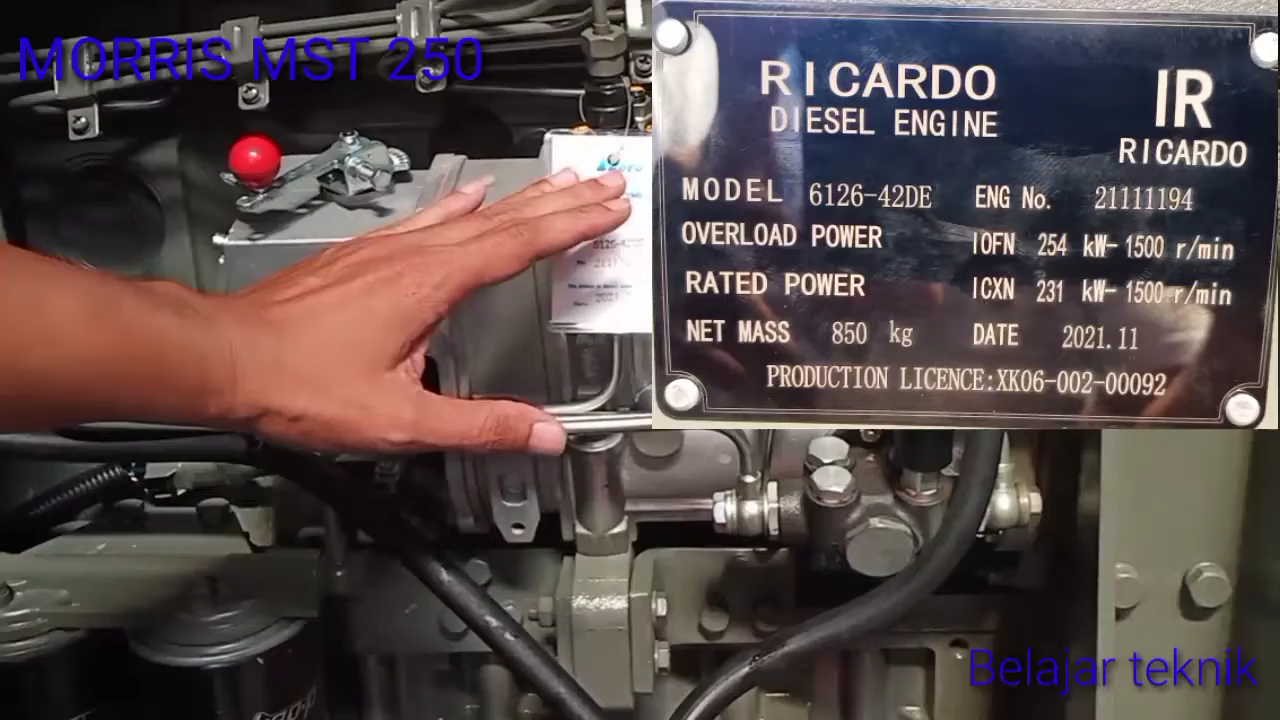 MORRIS MST 250
RICARDO
DIESEL ENGINE
IR
RICARDO
MODEL 6126-42DE ENG No. 21111194
OVERLOAD POWER IOFN 254 kW- 1500 r/min
RATED POWER ICXN 231 kW- 1500 r/min
NET MASS 850 kg DATE 2021.11
PRODUCTION LICENCE:XK06-002-00092
Belajar teknik